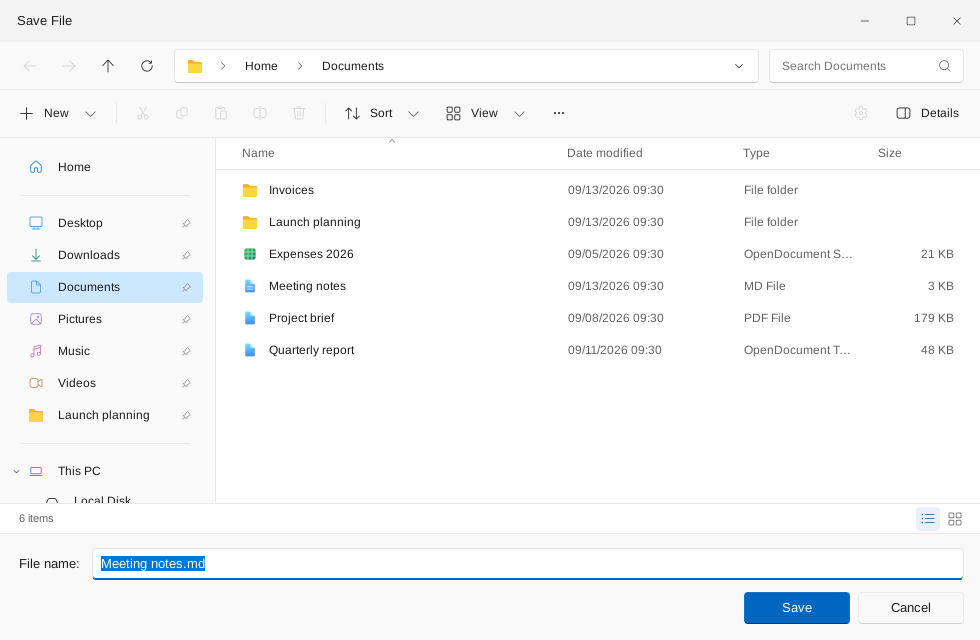 Save File
Home Documents
Search Documents
New Sort View Details
Name Date modified Type Size
Home
Desktop
Downloads
Documents
Pictures
Music
Videos
Launch planning
This PC
Local Disk
Invoices 09/13/2026 09:30 File folder
Launch planning 09/13/2026 09:30 File folder
Expenses 2026 09/05/2026 09:30 OpenDocument S... 21 KB
Meeting notes 09/13/2026 09:30 MD File 3 KB
Project brief 09/08/2026 09:30 PDF File 179 KB
Quarterly report 09/11/2026 09:30 OpenDocument T... 48 KB
6 items
File name: Meeting notes.md
Save Cancel